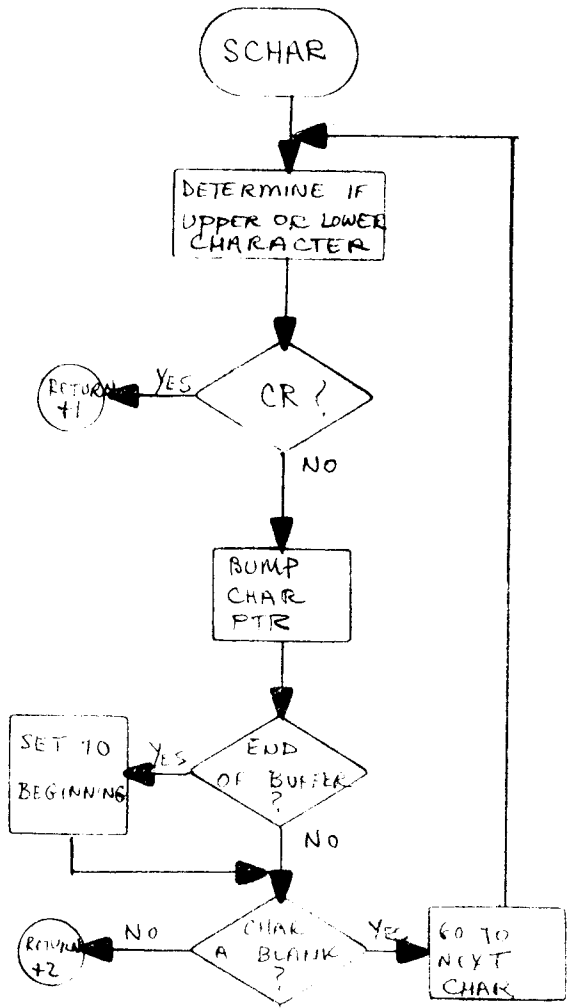 SCHAR
DETERMINE IF
UPPER OR LOWER
CHARACTER
CR ?
YES
RETURN
+1
NO
BUMP
CHAR
PTR
END
OF BUFFER
?
YES
SET TO
BEGINNING
NO
CHAR
A BLANK
?
NO
RETURN
+2
YES
GO TO
NEXT
CHAR